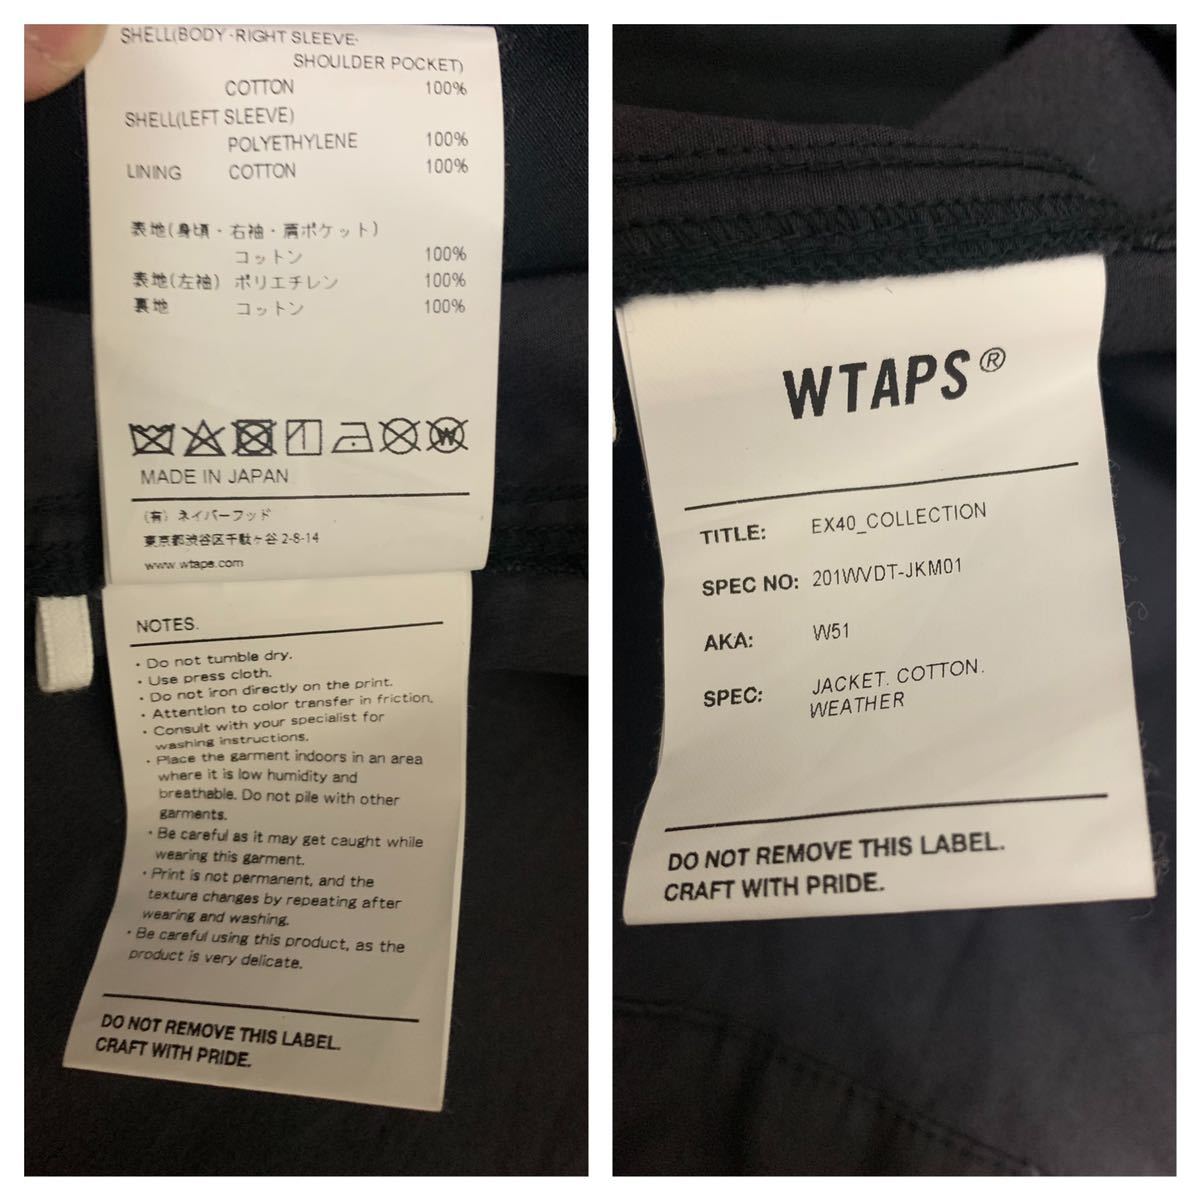 SHELL(BODY·RIGHT SLEEVE·
SHOULDER POCKET)
COTTON 100%
SHELL(LEFT SLEEVE)
POLYETHYLENE 100%
LINING COTTON 100%
表地(身頃・右袖・肩ポケット)
コットン 100%
表地(左袖) ポリエチレン 100%
裏地 コットン 100%
W
MADE IN JAPAN
(有)ネイバーフッド
東京都渋谷区千駄ヶ谷 2-8-14
www.wtaps.com
NOTES.
· Do not tumble dry.
· Use press cloth.
· Do not iron directly on the print.
· Attention to color transfer in friction.
· Consult with your specialist for
washing instructions.
· Place the garment indoors in an area
where it is low humidity and
breathable. Do not pile with other
garments.
· Be careful as it may get caught while
wearing this garment.
· Print is not permanent, and the
texture changes by repeating after
wearing and washing.
· Be careful using this product, as the
product is very delicate.
DO NOT REMOVE THIS LABEL.
CRAFT WITH PRIDE.
WTAPS®
TITLE: EX40_COLLECTION
SPEC NO: 201WVDT-JKM01
AKA: W51
SPEC: JACKET. COTTON.
WEATHER
DO NOT REMOVE THIS LABEL.
CRAFT WITH PRIDE.